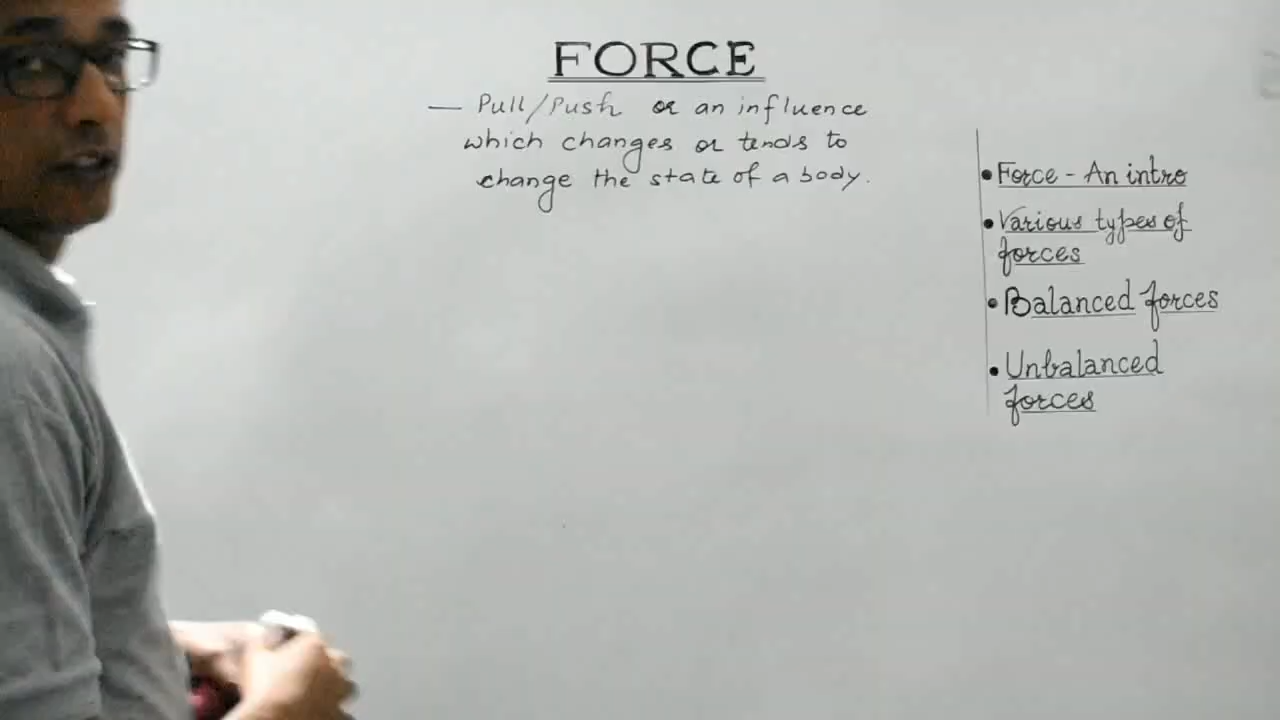 FORCE
— Pull/Push or an influence
which changes or tends to
change the state of a body.
• Force - An intro
• Various types of
forces
• Balanced forces
• Unbalanced
forces